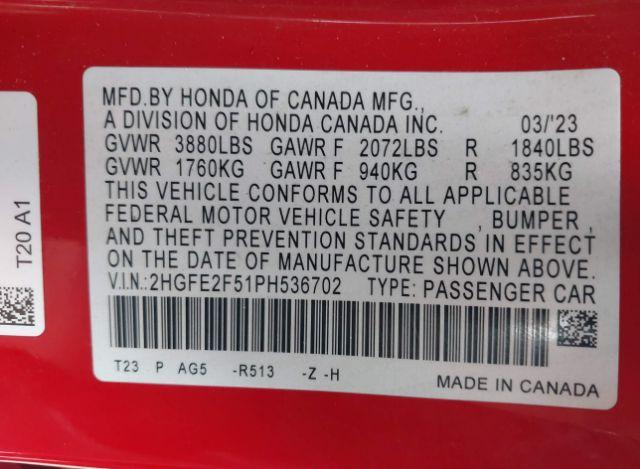 MFD.BY HONDA OF CANADA MFG.,
A DIVISION OF HONDA CANADA INC. 03/'23
GVWR 3880LBS GAWR F 2072LBS R 1840LBS
GVWR 1760KG GAWR F 940KG R 835KG
THIS VEHICLE CONFORMS TO ALL APPLICABLE
FEDERAL MOTOR VEHICLE SAFETY , BUMPER ,
AND THEFT PREVENTION STANDARDS IN EFFECT
ON THE DATE OF MANUFACTURE SHOWN ABOVE.
V.I.N.:2HGFE2F51PH536702 TYPE: PASSENGER CAR
T23 P AG5 -R513 -Z -H
MADE IN CANADA
T20 A1